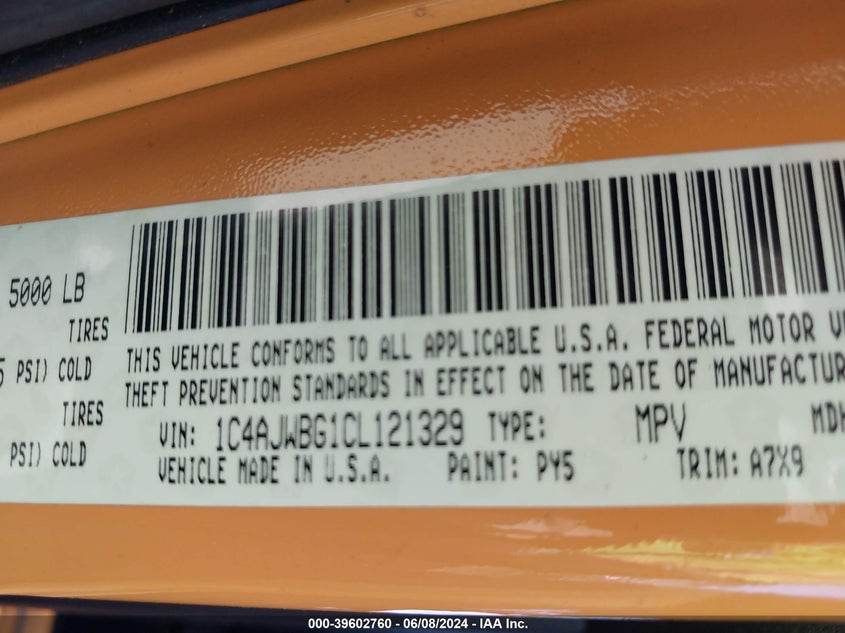 5000 LB
TIRES
5 PSI) COLD
TIRES
PSI) COLD
THIS VEHICLE CONFORMS TO ALL APPLICABLE U.S.A. FEDERAL MOTOR
THEFT PREVENTION STANDARDS IN EFFECT ON THE DATE OF MANUFACTUR
VIN: 1C4AJWBG1CL121329 TYPE: MPV MDH
VEHICLE MADE IN U.S.A. PAINT: PY5 TRIM: A7X9
000-39602760 - 06/08/2024 - IAA Inc.